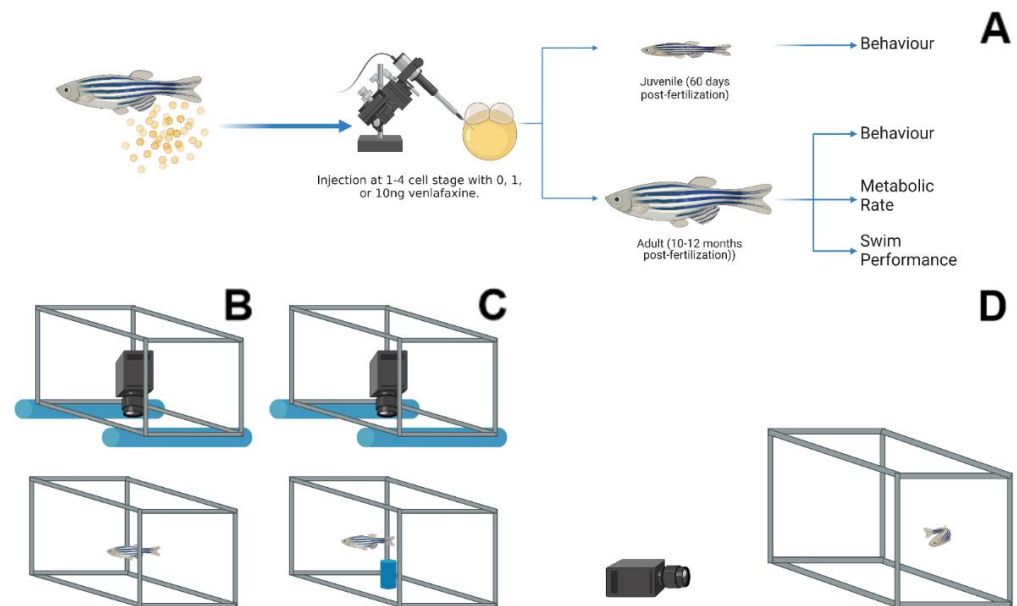 A
Behaviour
Juvenile (60 days
post-fertilization)
Injection at 1-4 cell stage with 0, 1,
or 10ng venlafaxine.
Behaviour
Metabolic
Rate
Swim
Performance
Adult (10-12 months
post-fertilization))
B
C
D